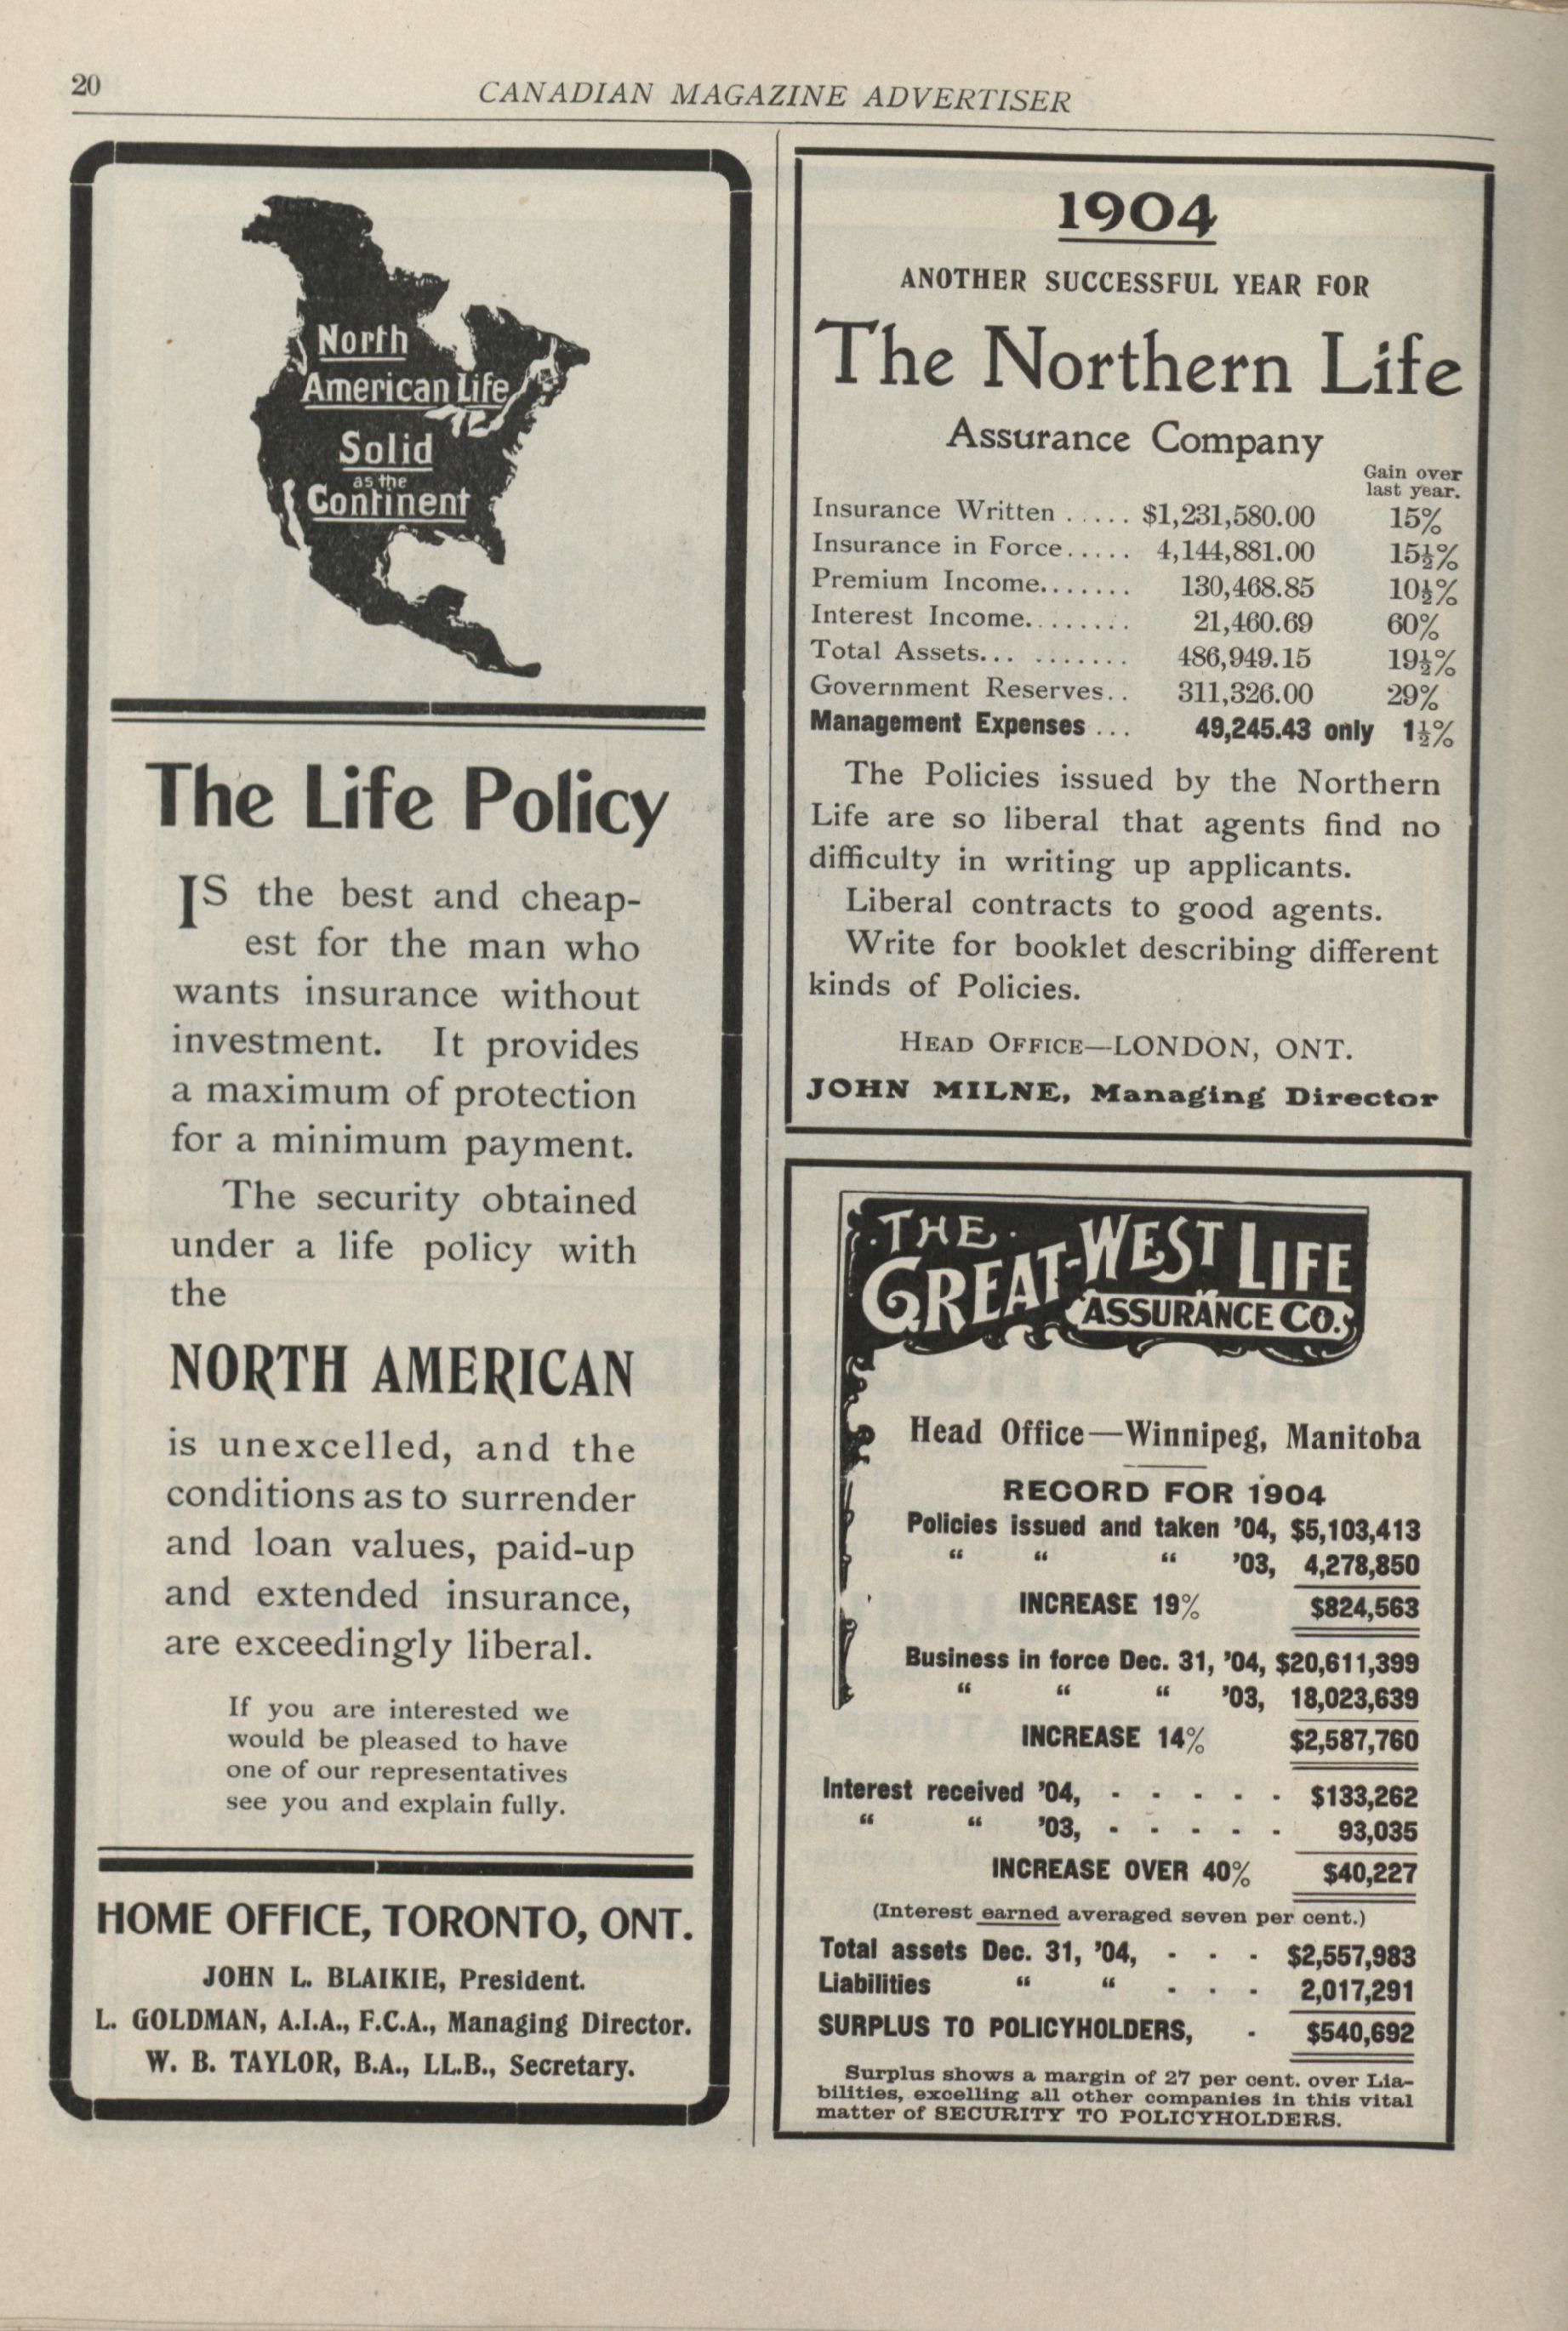 20
CANADIAN MAGAZINE ADVERTISER
North
American Life
Solid
as the
Continent
The Life Policy
IS the best and cheap-
est for the man who
wants insurance without
investment. It provides
a maximum of protection
for a minimum payment.
The security obtained
under a life policy with
the
NORTH AMERICAN
is unexcelled, and the
conditions as to surrender
and loan values, paid-up
and extended insurance,
are exceedingly liberal.
If you are interested we
would be pleased to have
one of our representatives
see you and explain fully.
HOME OFFICE, TORONTO, ONT.
JOHN L. BLAIKIE, President.
L. GOLDMAN, A.I.A., F.C.A., Managing Director.
W. B. TAYLOR, B.A., LL.B., Secretary.
1904
ANOTHER SUCCESSFUL YEAR FOR
The Northern Life
Assurance Company
Gain over
last year.
Insurance Written ..... $1,231,580.00 15%
Insurance in Force..... 4,144,881.00 15½%
Premium Income....... 130,468.85 10½%
Interest Income........ 21,460.69 60%
Total Assets... ....... 486,949.15 19½%
Government Reserves.. 311,326.00 29%
Management Expenses ... 49,245.43 only 1½%
The Policies issued by the Northern
Life are so liberal that agents find no
difficulty in writing up applicants.
Liberal contracts to good agents.
Write for booklet describing different
kinds of Policies.
HEAD OFFICE—LONDON, ONT.
JOHN MILNE, Managing Director
THE
GREAT-WEST LIFE
ASSURANCE CO.
Head Office—Winnipeg, Manitoba
RECORD FOR 1904
Policies issued and taken '04, $5,103,413
" " " '03, 4,278,850
INCREASE 19% $824,563
Business in force Dec. 31, '04, $20,611,399
" " " '03, 18,023,639
INCREASE 14% $2,587,760
Interest received '04, - - - - - $133,262
" " '03, - - - - - 93,035
INCREASE OVER 40% $40,227
(Interest earned averaged seven per cent.)
Total assets Dec. 31, '04, - - - $2,557,983
Liabilities " " - - - 2,017,291
SURPLUS TO POLICYHOLDERS, - $540,692
Surplus shows a margin of 27 per cent. over Lia-
bilities, excelling all other companies in this vital
matter of SECURITY TO POLICYHOLDERS.